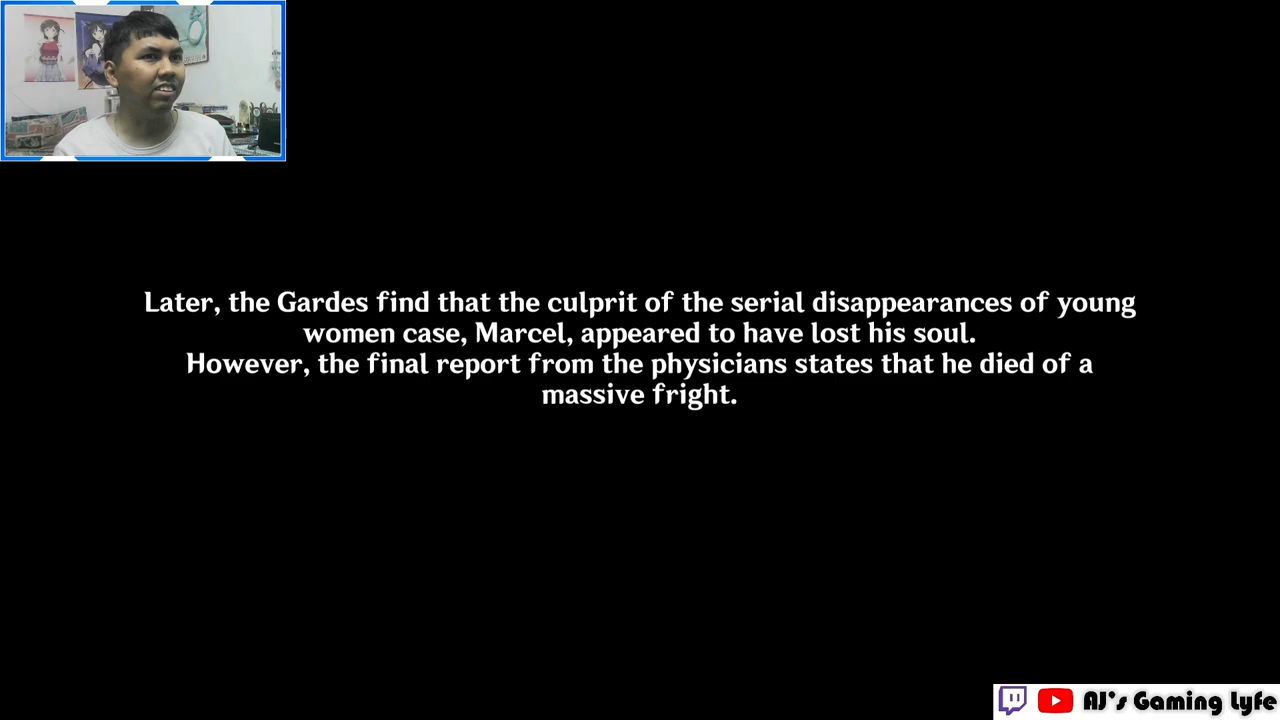 Later, the Gardes find that the culprit of the serial disappearances of young
women case, Marcel, appeared to have lost his soul.
However, the final report from the physicians states that he died of a
massive fright.
AJ's Gaming Lyfe